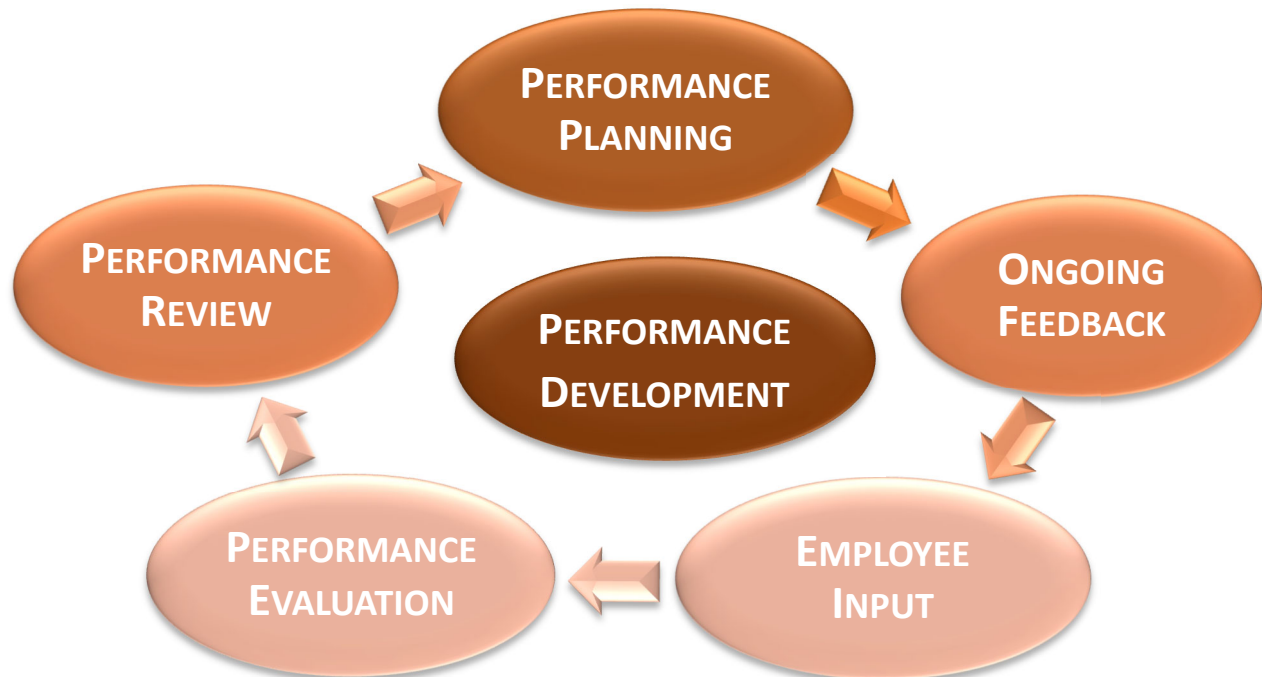 PERFORMANCE
PLANNING
ONGOING
FEEDBACK
EMPLOYEE
INPUT
PERFORMANCE
EVALUATION
PERFORMANCE
REVIEW
PERFORMANCE
DEVELOPMENT